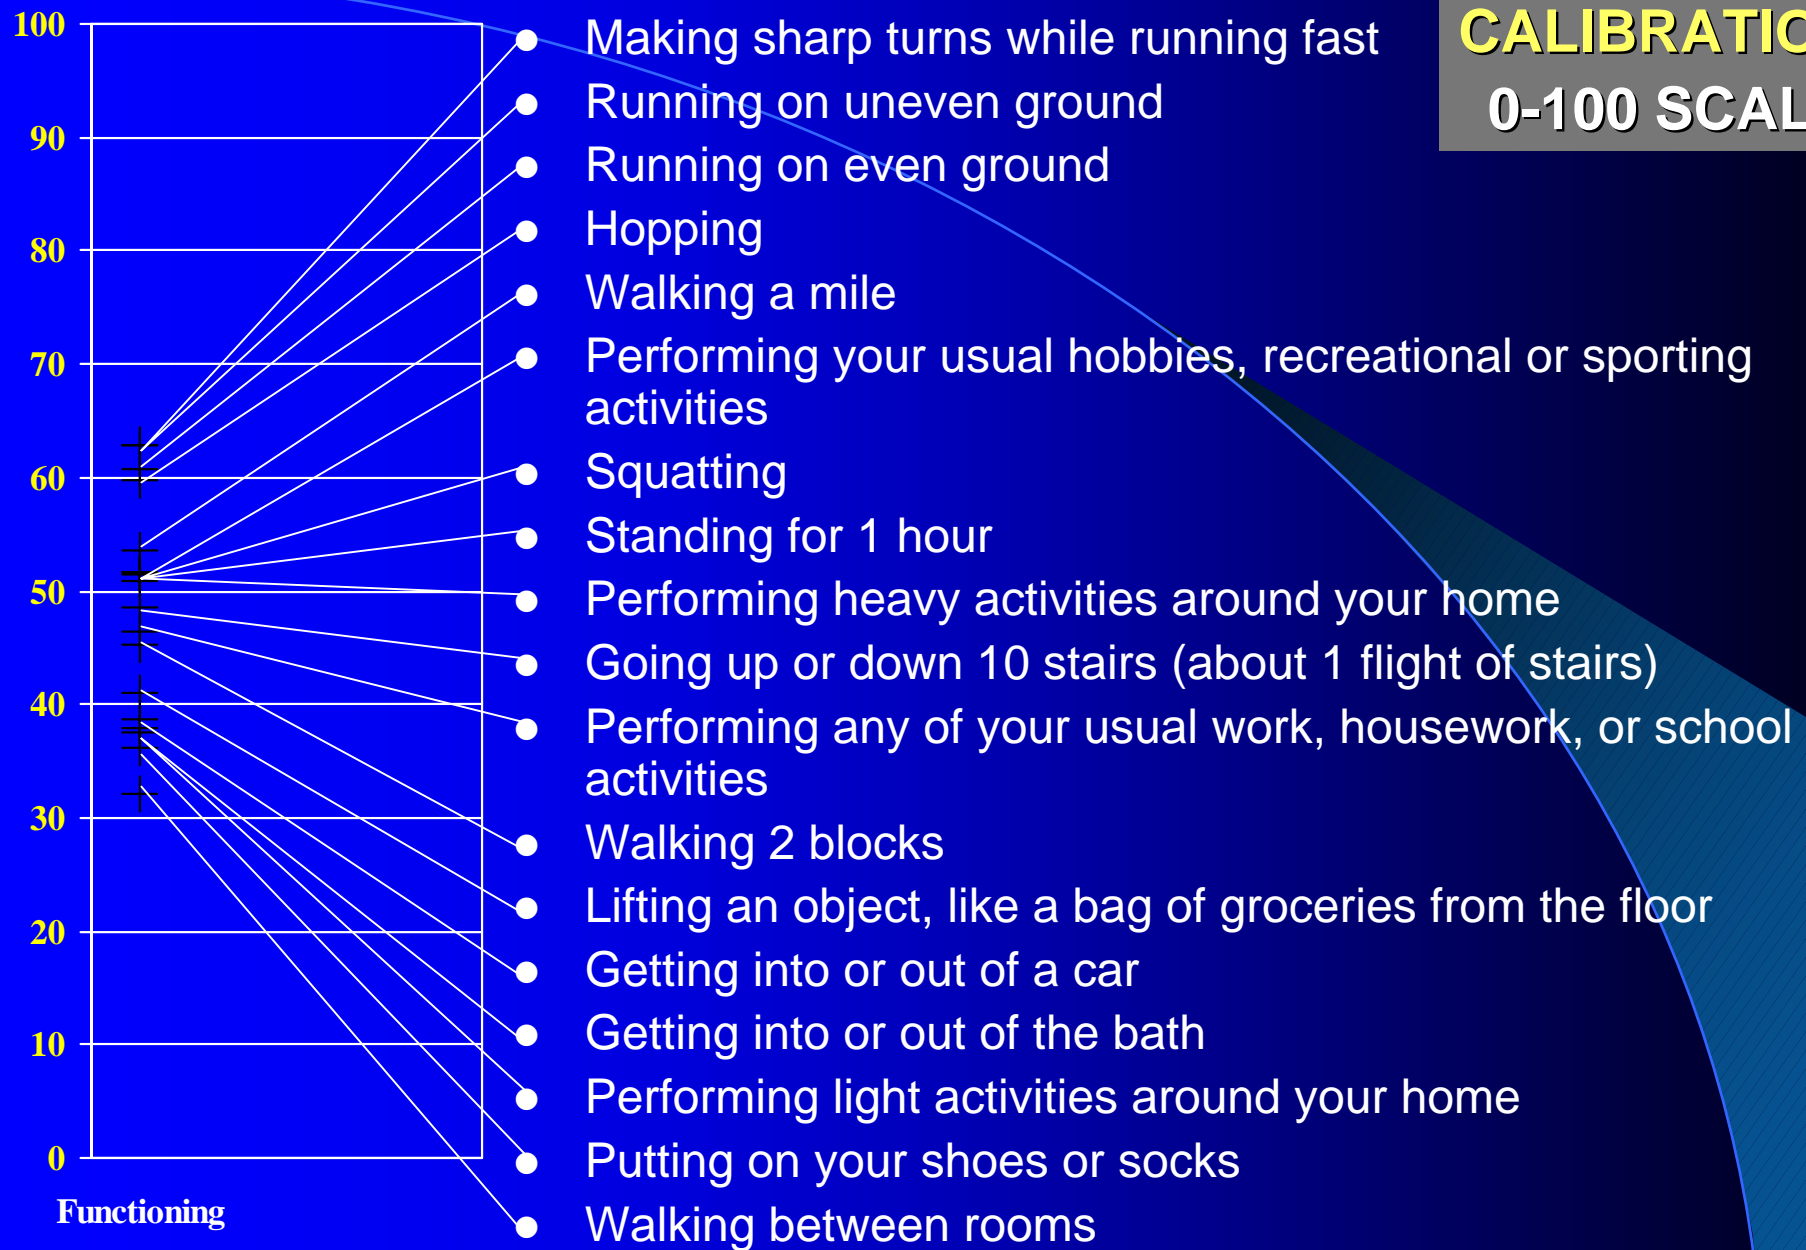 CALIBRATIO
0-100 SCAL
100
90
80
70
60
50
40
30
20
10
0
Functioning
Making sharp turns while running fast
Running on uneven ground
Running on even ground
Hopping
Walking a mile
Performing your usual hobbies, recreational or sporting
activities
Squatting
Standing for 1 hour
Performing heavy activities around your home
Going up or down 10 stairs (about 1 flight of stairs)
Performing any of your usual work, housework, or school
activities
Walking 2 blocks
Lifting an object, like a bag of groceries from the floor
Getting into or out of a car
Getting into or out of the bath
Performing light activities around your home
Putting on your shoes or socks
Walking between rooms